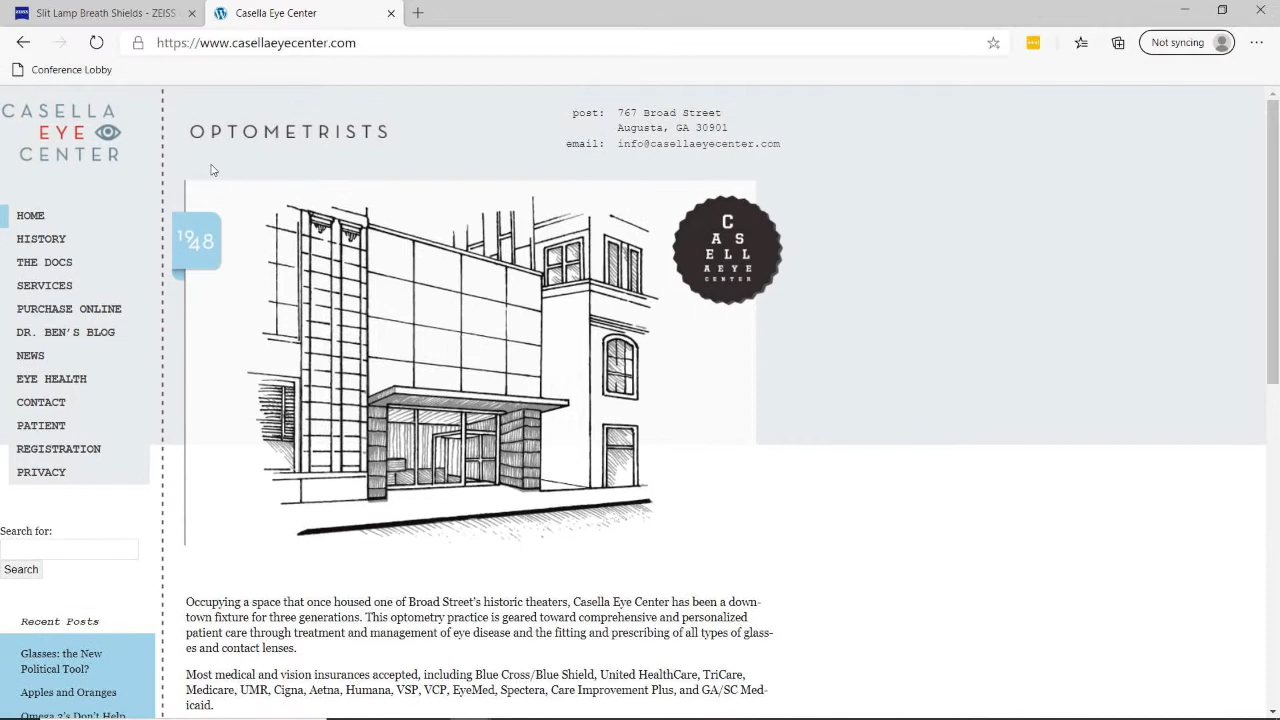 Slit Lamp Breath Shields - ZEISS
Casella Eye Center
https://www.casellaeyecenter.com
Not syncing
Conference Lobby
CASELLA
EYE
CENTER
HOME
HISTORY
THE DOCS
SERVICES
PURCHASE ONLINE
DR. BEN'S BLOG
NEWS
EYE HEALTH
CONTACT
PATIENT
REGISTRATION
PRIVACY
Search for:
Search
Recent Posts
Glasses: the New
Political Tool?
Apples and Oranges
Omega 3's Don't Help
OPTOMETRISTS
post: 767 Broad Street
Augusta, GA 30901
email: info@casellaeyecenter.com
1948
C
A S
E L L
A E Y E
C E N T E R
Occupying a space that once housed one of Broad Street's historic theaters, Casella Eye Center has been a down-
town fixture for three generations. This optometry practice is geared toward comprehensive and personalized
patient care through treatment and management of eye disease and the fitting and prescribing of all types of glass-
es and contact lenses.
Most medical and vision insurances accepted, including Blue Cross/Blue Shield, United HealthCare, TriCare,
Medicare, UMR, Cigna, Aetna, Humana, VSP, VCP, EyeMed, Spectera, Care Improvement Plus, and GA/SC Med-
icaid.